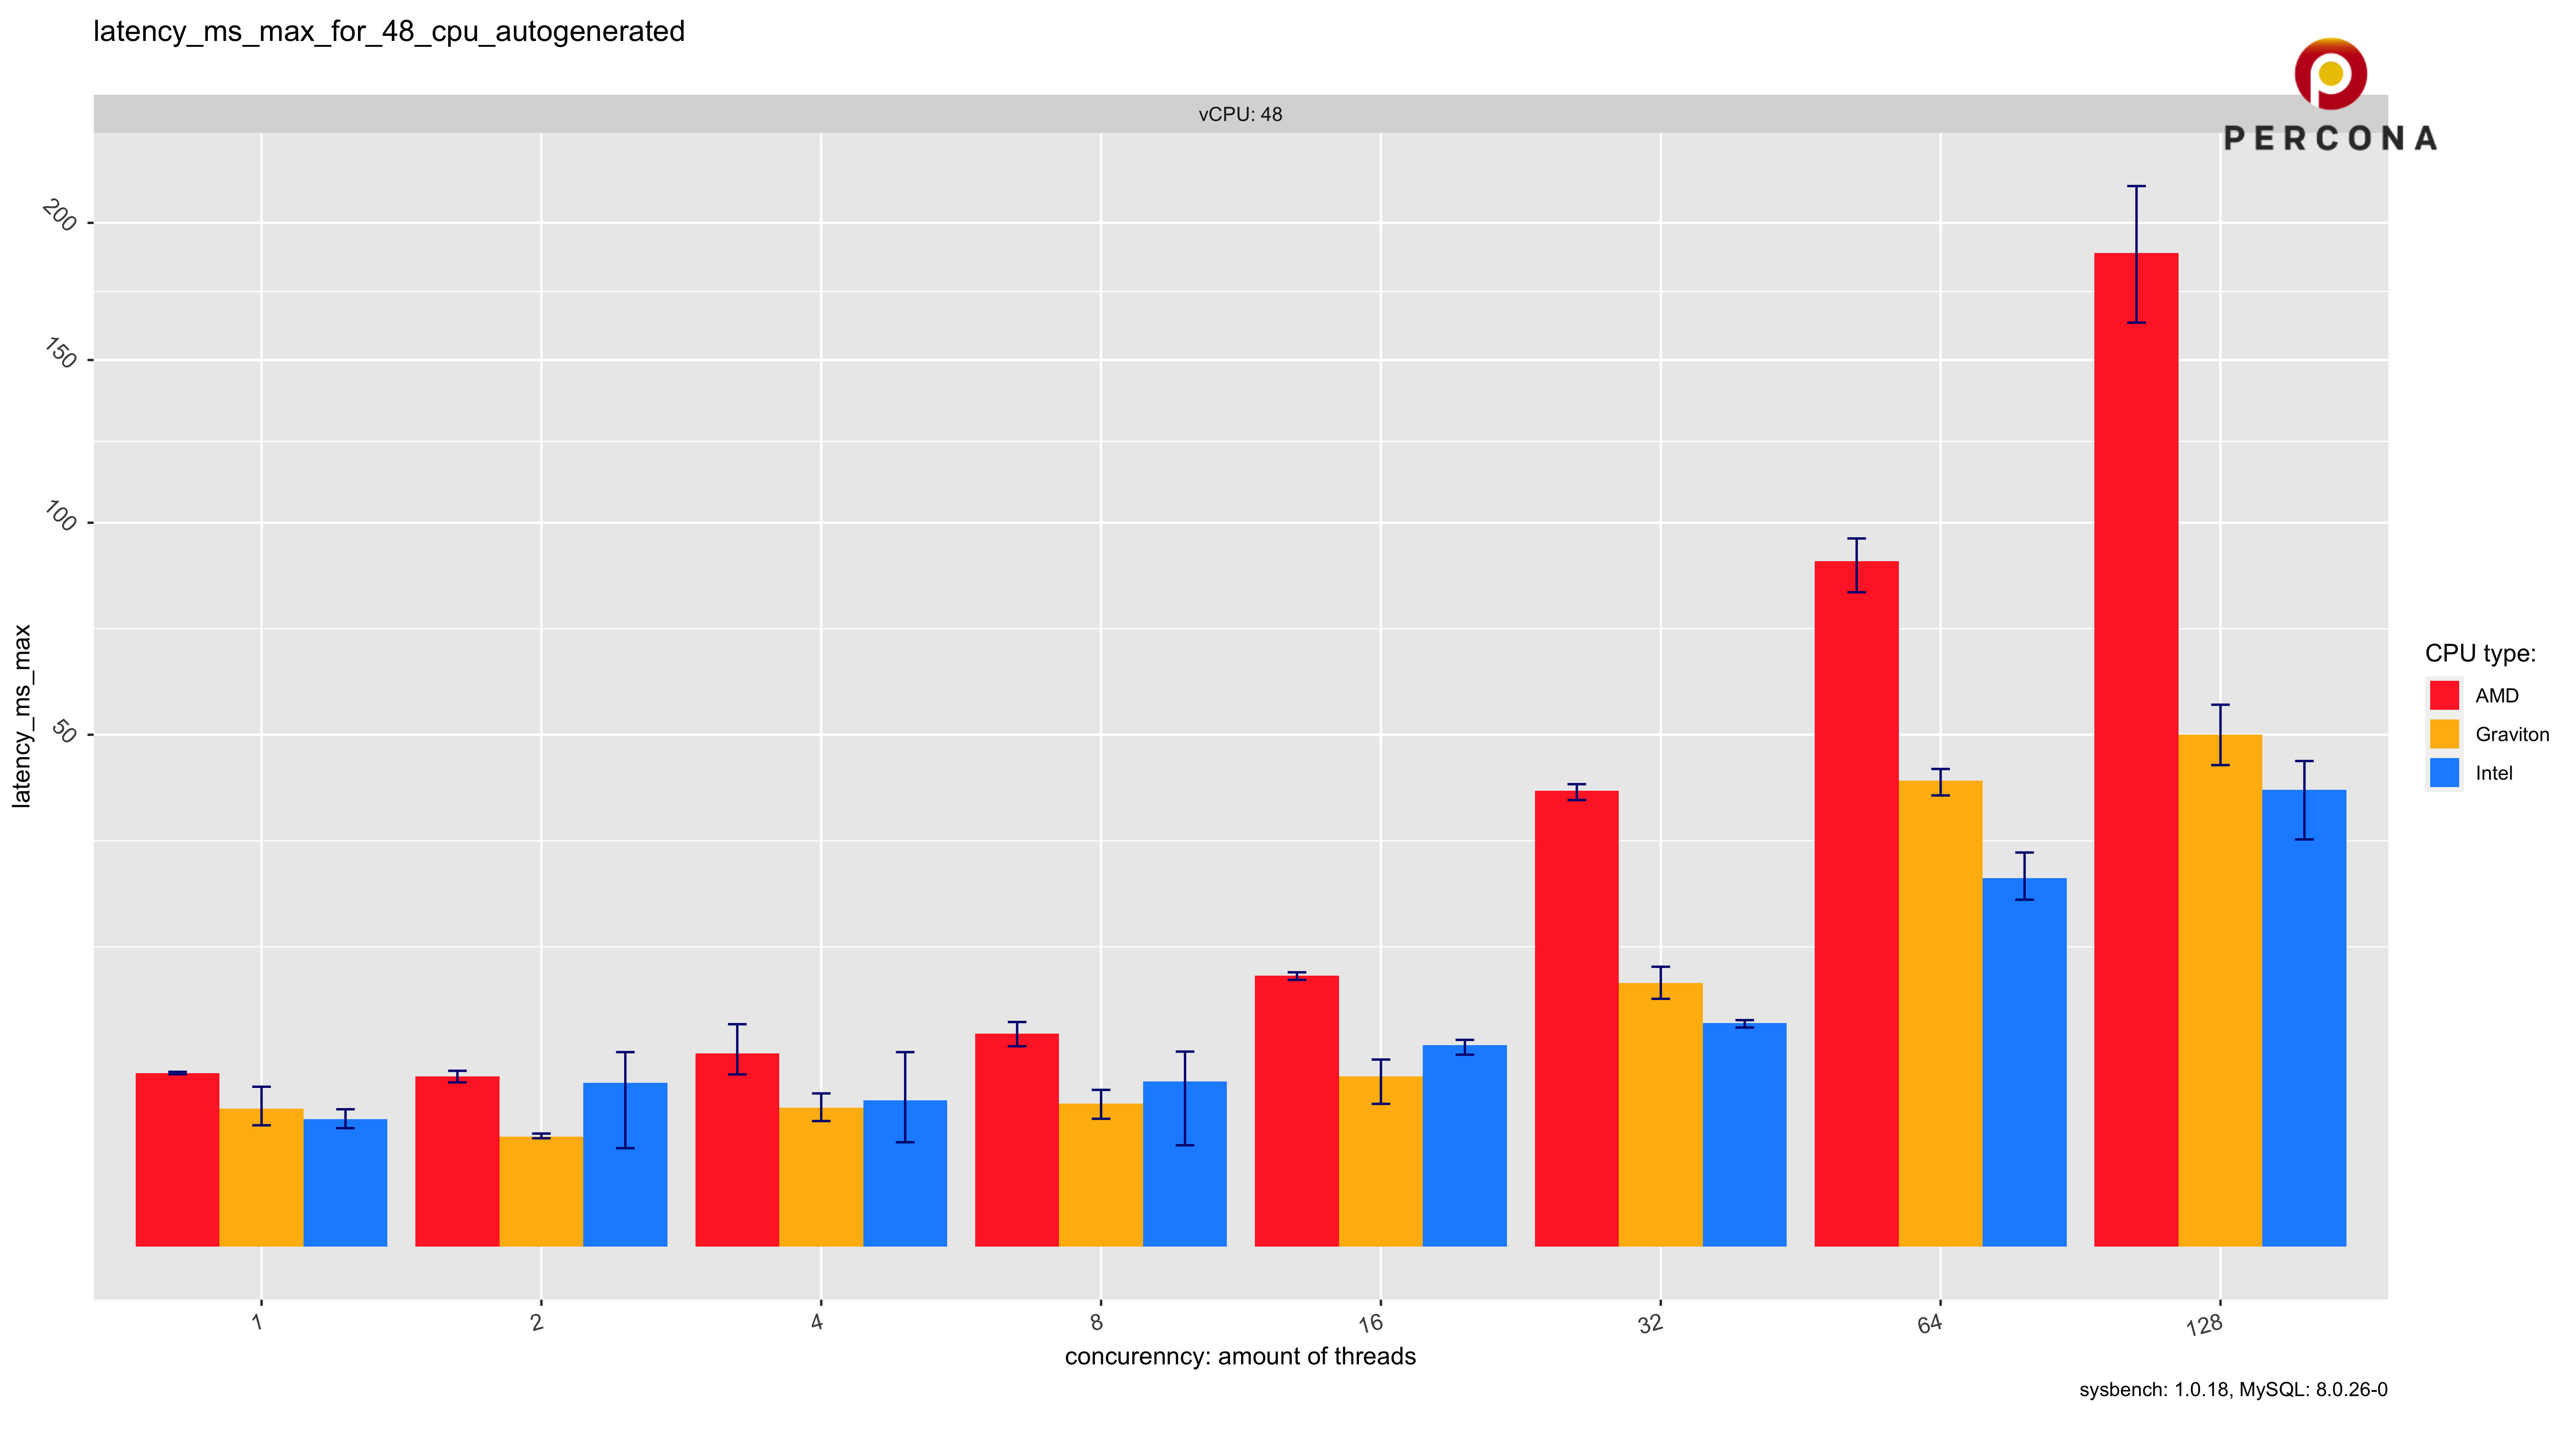 latency_ms_max_for_48_cpu_autogenerated
PERCONA
vCPU: 48
200
150
100
50
latency_ms_max
CPU type:
AMD
Graviton
Intel
1 2 4 8 16 32 64 128
concurenncy: amount of threads
sysbench: 1.0.18, MySQL: 8.0.26-0